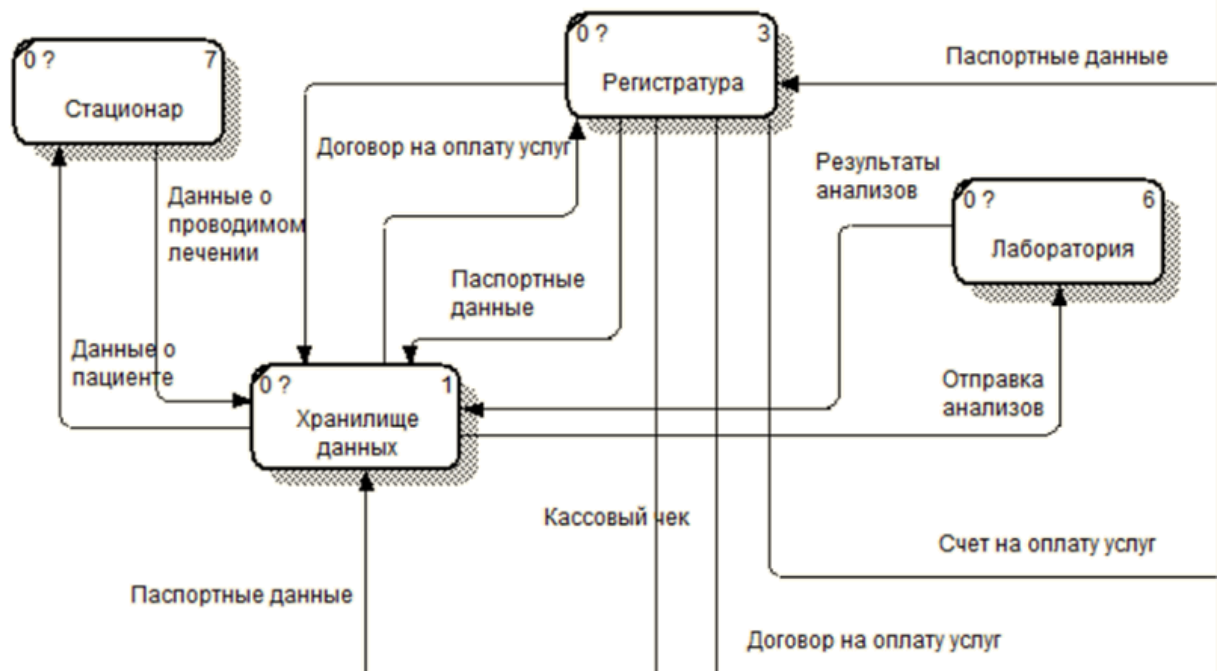 0 ? 7
Стационар
0 ? 3
Регистратура
Паспортные данные
Договор на оплату услуг
Результаты
анализов
0 ? 6
Лаборатория
Данные о
проводимом
лечении
Паспортные
данные
Данные о
пациенте
0 ? 1
Хранилище
данных
Отправка
анализов
Кассовый чек
Счет на оплату услуг
Паспортные данные
Договор на оплату услуг